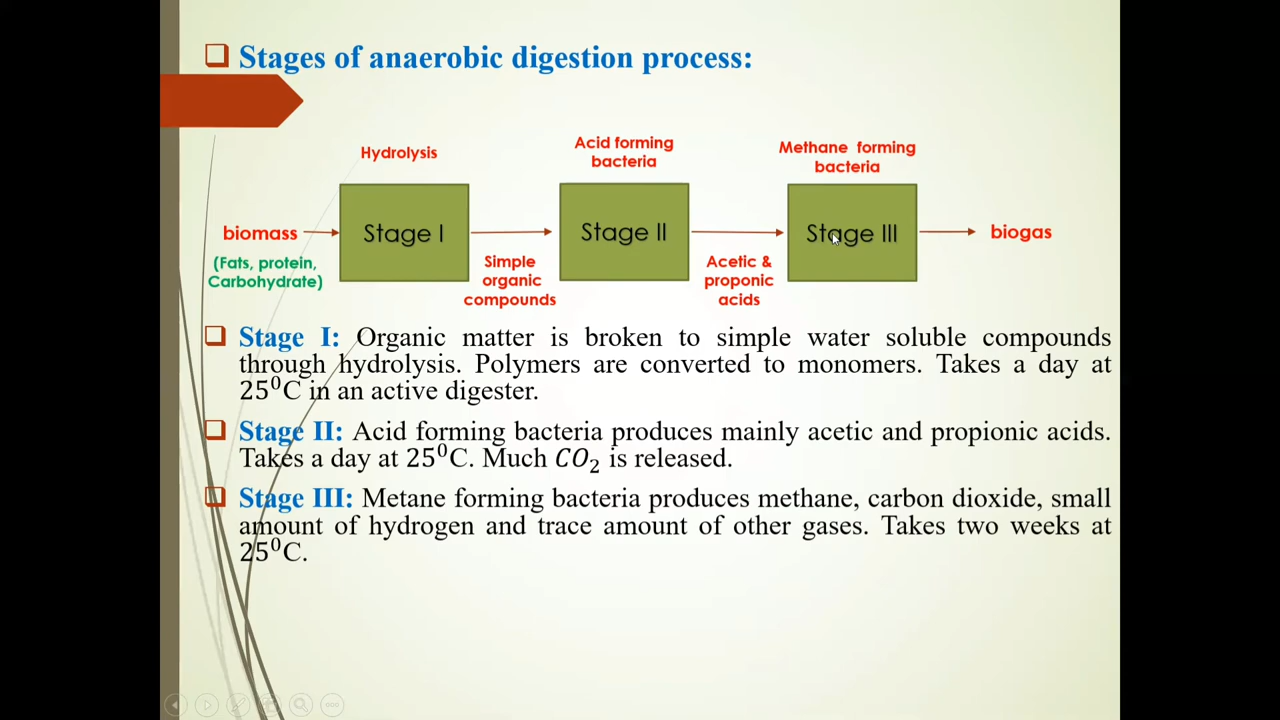 ❑ Stages of anaerobic digestion process:
Hydrolysis
Acid forming
bacteria
Methane forming
bacteria
biomass
Stage I
Stage II
Stage III
biogas
(Fats, protein,
Carbohydrate)
Simple
organic
compounds
Acetic &
proponic
acids
❑ Stage I: Organic matter is broken to simple water soluble compounds
through hydrolysis. Polymers are converted to monomers. Takes a day at
25⁰C in an active digester.
❑ Stage II: Acid forming bacteria produces mainly acetic and propionic acids.
Takes a day at 25⁰C. Much CO₂ is released.
❑ Stage III: Metane forming bacteria produces methane, carbon dioxide, small
amount of hydrogen and trace amount of other gases. Takes two weeks at
25⁰C.